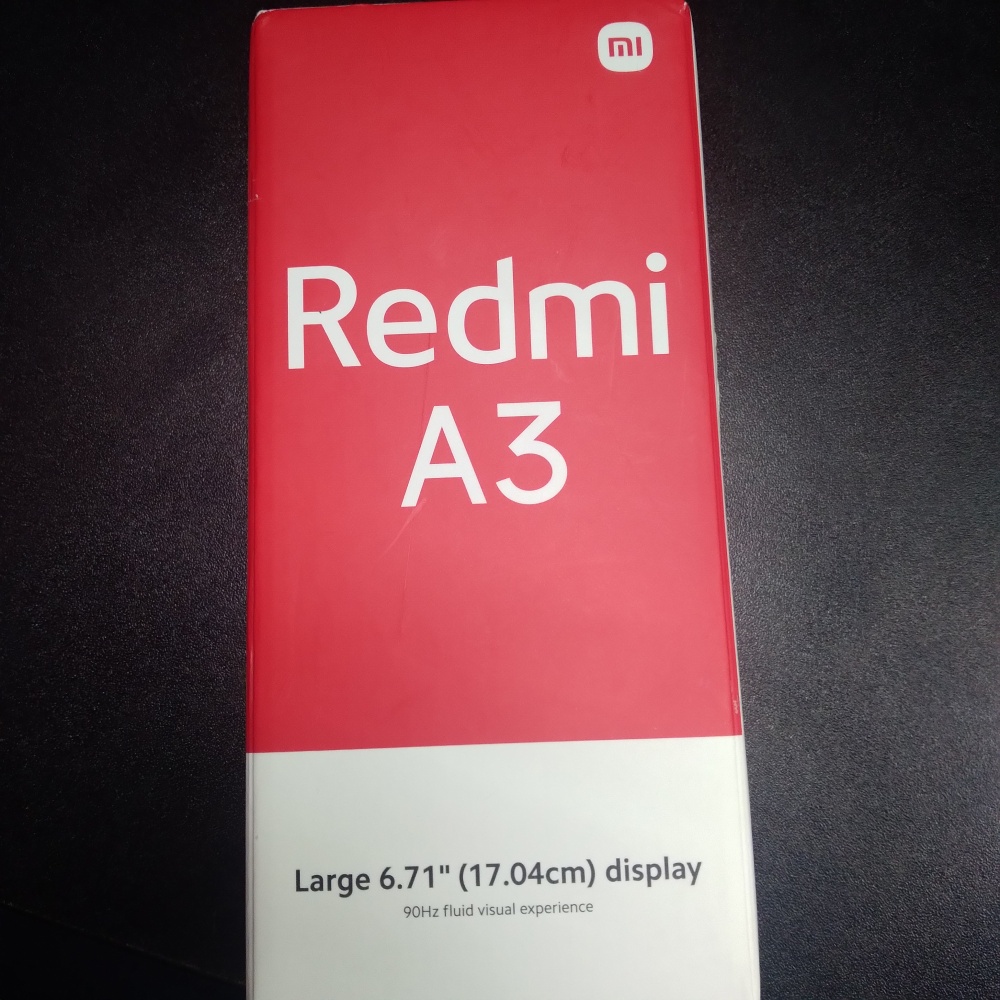 mi
Redmi
A3
Large 6.71" (17.04cm) display
90Hz fluid visual experience